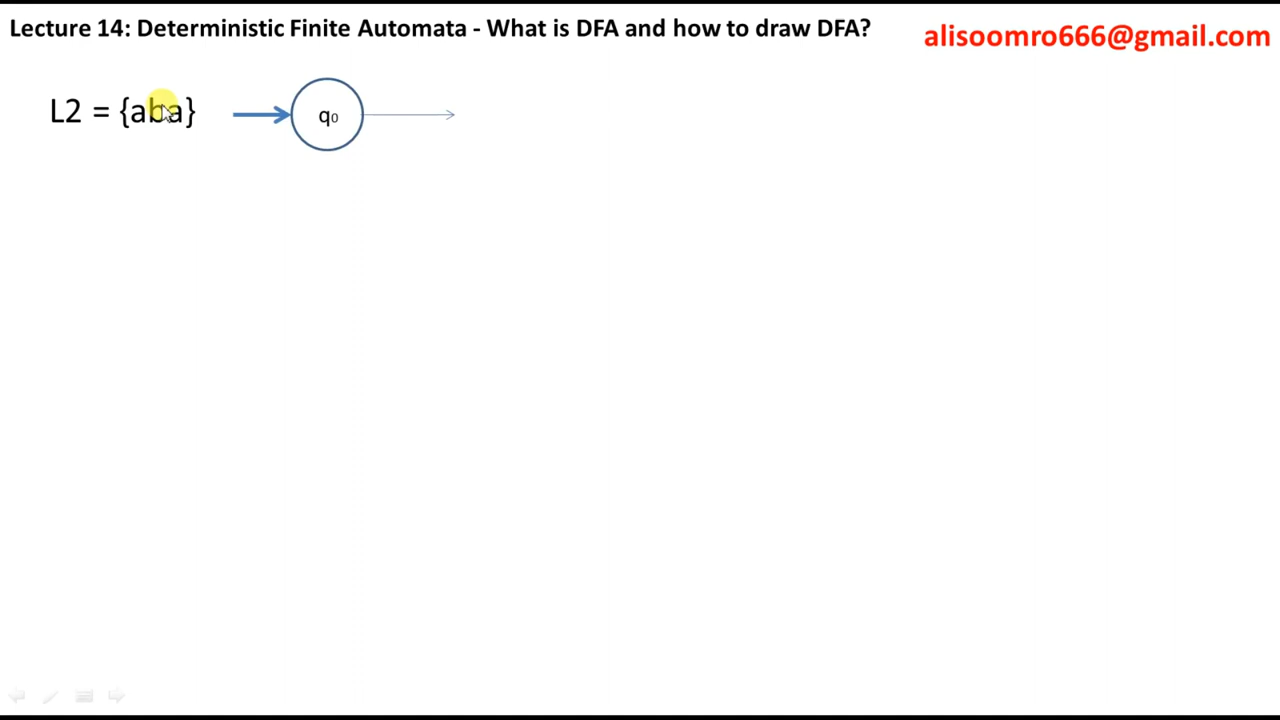 Lecture 14: Deterministic Finite Automata - What is DFA and how to draw DFA?
alisoomro666@gmail.com
L2 = {aba}
q0